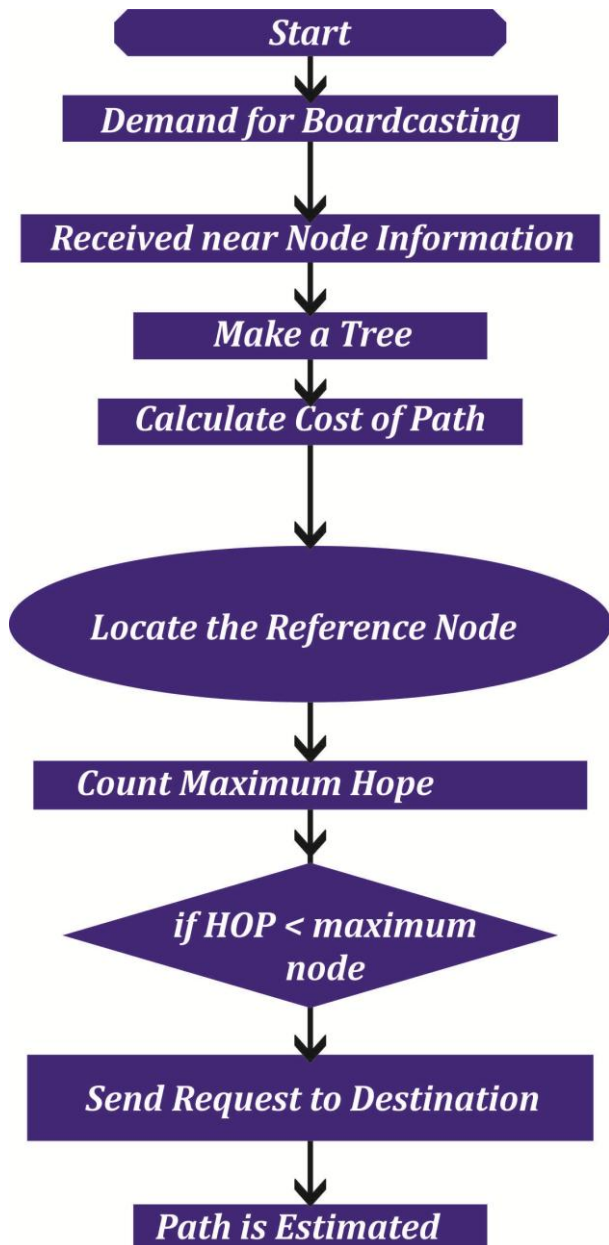 Start
Demand for Boardcasting
Received near Node Information
Make a Tree
Calculate Cost of Path
Locate the Reference Node
Count Maximum Hope
if HOP < maximum
node
Send Request to Destination
Path is Estimated